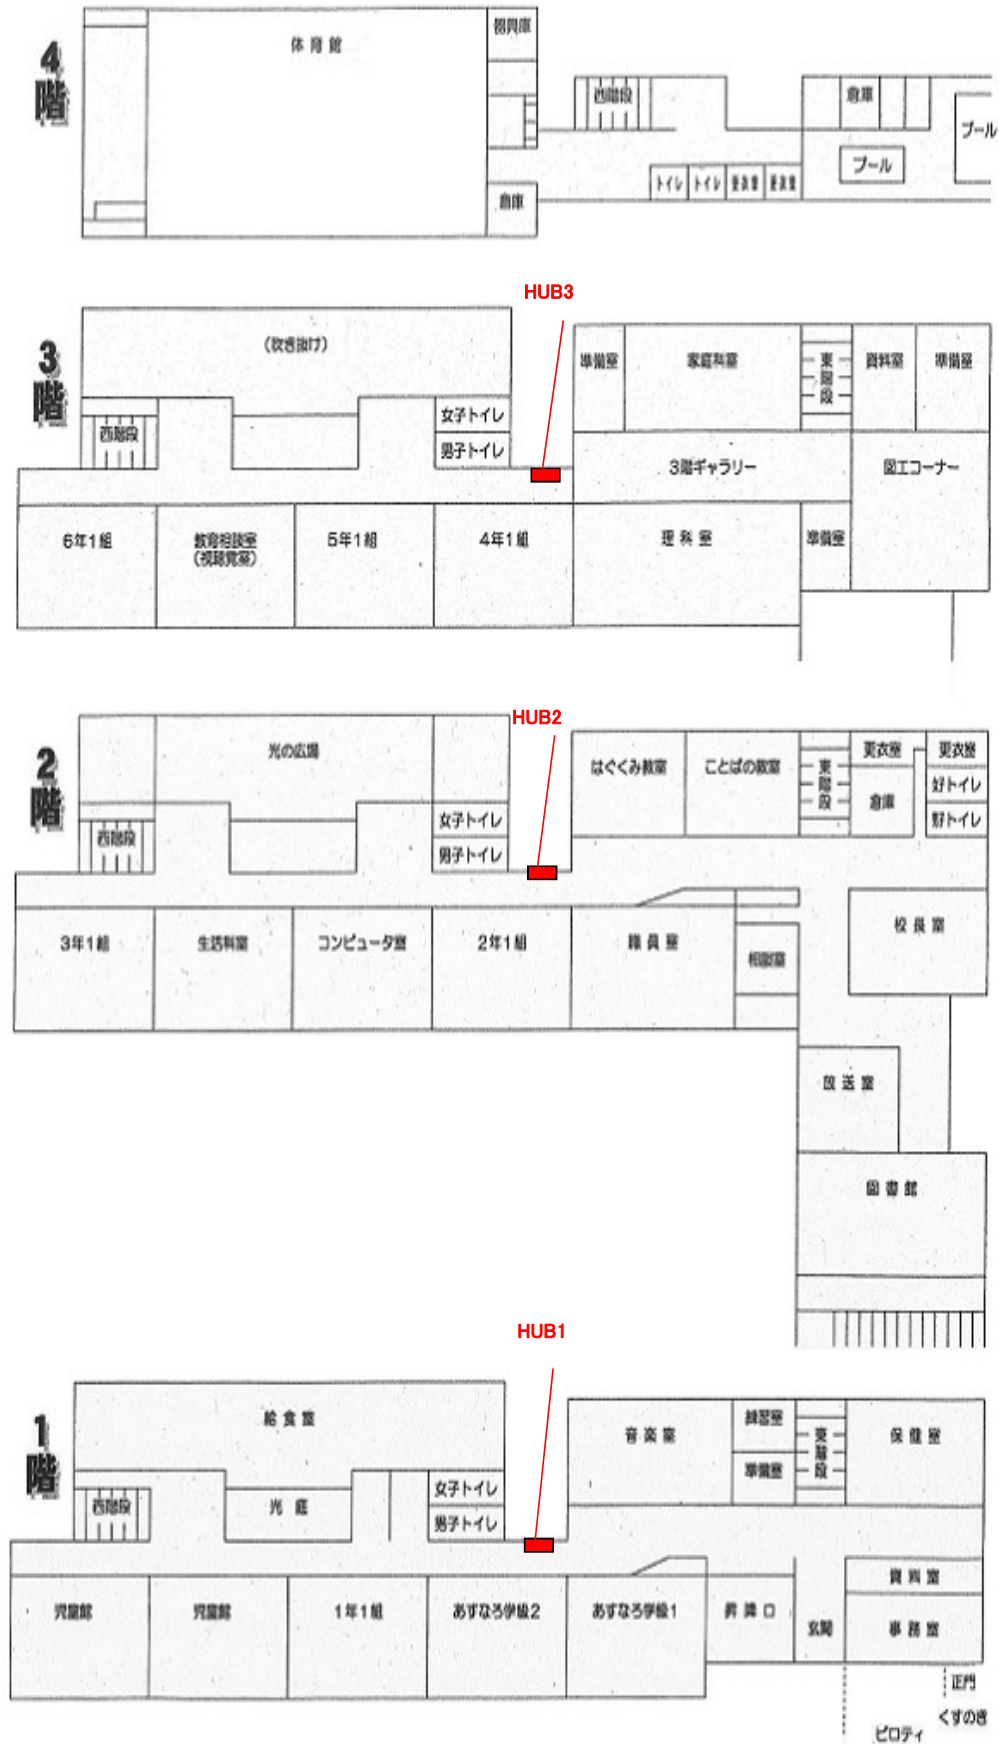 4
階
体育館
器具庫
倉庫
西階段
トイレ
トイレ
更衣室
更衣室
倉庫
プール
プール
HUB3
3
階
(吹き抜け)
西階段
女子トイレ
男子トイレ
準備室
家庭科室
東階段
資料室
準備室
3階ギャラリー
図工コーナー
6年1組
教育相談室
(視聴覚室)
5年1組
4年1組
理科室
準備室
HUB2
2
階
光の広場
西階段
女子トイレ
男子トイレ
はぐくみ教室
ことばの教室
東階段
更衣室
倉庫
更衣室
好トイレ
野トイレ
3年1組
生活科室
コンピュータ室
2年1組
職員室
相談室
校長室
放送室
図書館
HUB1
1
階
給食室
西階段
光庭
女子トイレ
男子トイレ
音楽室
練習室
準備室
東階段
保健室
児童館
児童館
1年1組
あすなろ学級2
あすなろ学級1
昇降口
玄関
資料室
事務室
正門
くすのき
ピロティ